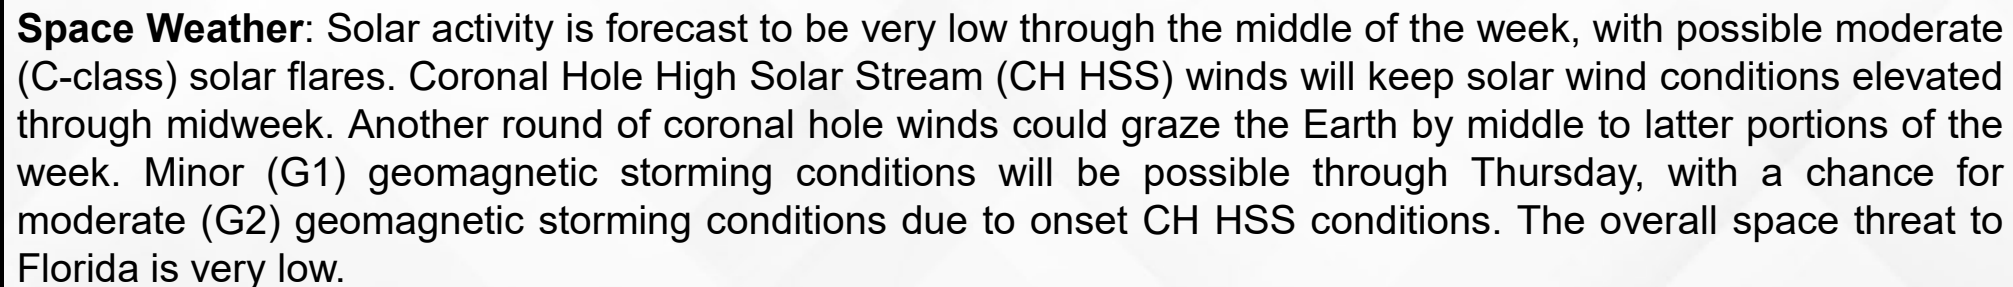 Space Weather: Solar activity is forecast to be very low through the middle of the week, with possible moderate
(C-class) solar flares. Coronal Hole High Solar Stream (CH HSS) winds will keep solar wind conditions elevated
through midweek. Another round of coronal hole winds could graze the Earth by middle to latter portions of the
week. Minor (G1) geomagnetic storming conditions will be possible through Thursday, with a chance for
moderate (G2) geomagnetic storming conditions due to onset CH HSS conditions. The overall space threat to
Florida is very low.